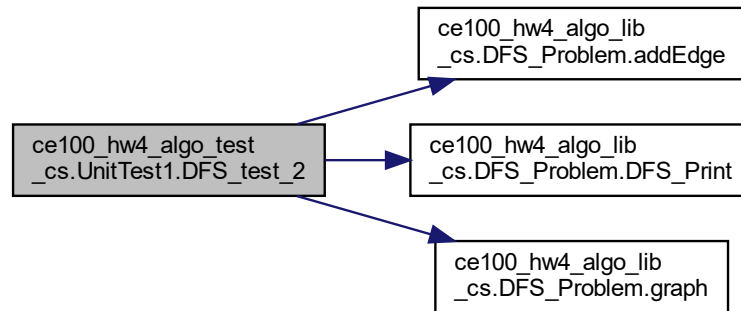 ce100_hw4_algo_test
_cs.UnitTest1.DFS_test_2
ce100_hw4_algo_lib
_cs.DFS_Problem.addEdge
ce100_hw4_algo_lib
_cs.DFS_Problem.DFS_Print
ce100_hw4_algo_lib
_cs.DFS_Problem.graph